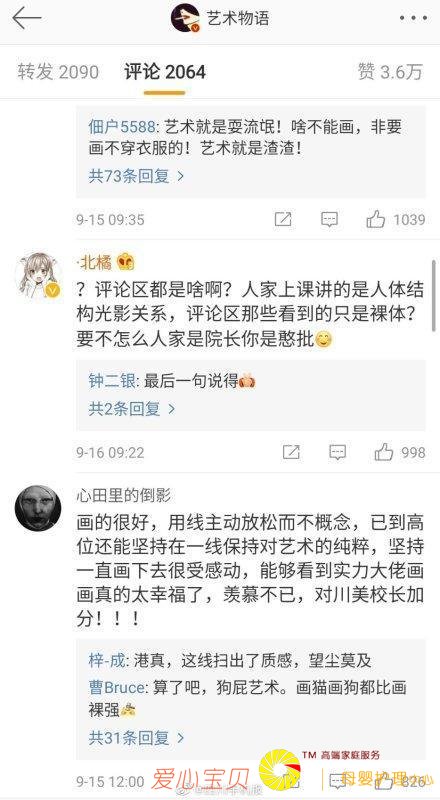 艺术物语
转发 2090 评论 2064 赞 3.6万
佃户5588: 艺术就是耍流氓！啥不能画，非要
画不穿衣服的！艺术就是渣渣！
共73条回复 >
9-15 09:35 1039
·北橘
？评论区都是啥啊？人家上课讲的是人体结
构光影关系，评论区那些看到的只是裸体？
要不怎么人家是院长你是憨批
钟二银: 最后一句说得
共2条回复 >
9-16 09:22 998
心田里的倒影
画的很好，用线主动放松而不概念，已到高
位还能坚持在一线保持对艺术的纯粹，坚持
一直画下去很受感动，能够看到实力大佬画
画真的太幸福了，羡慕不已，对川美校长加
分！！！
梓-成: 港真，这线扫出了质感，望尘莫及
曹Bruce: 算了吧，狗屁艺术。画猫画狗都比画
裸强
共31条回复 >
9-15 12:00 826
爱心宝贝 TM 高端家庭服务
母婴护理中心